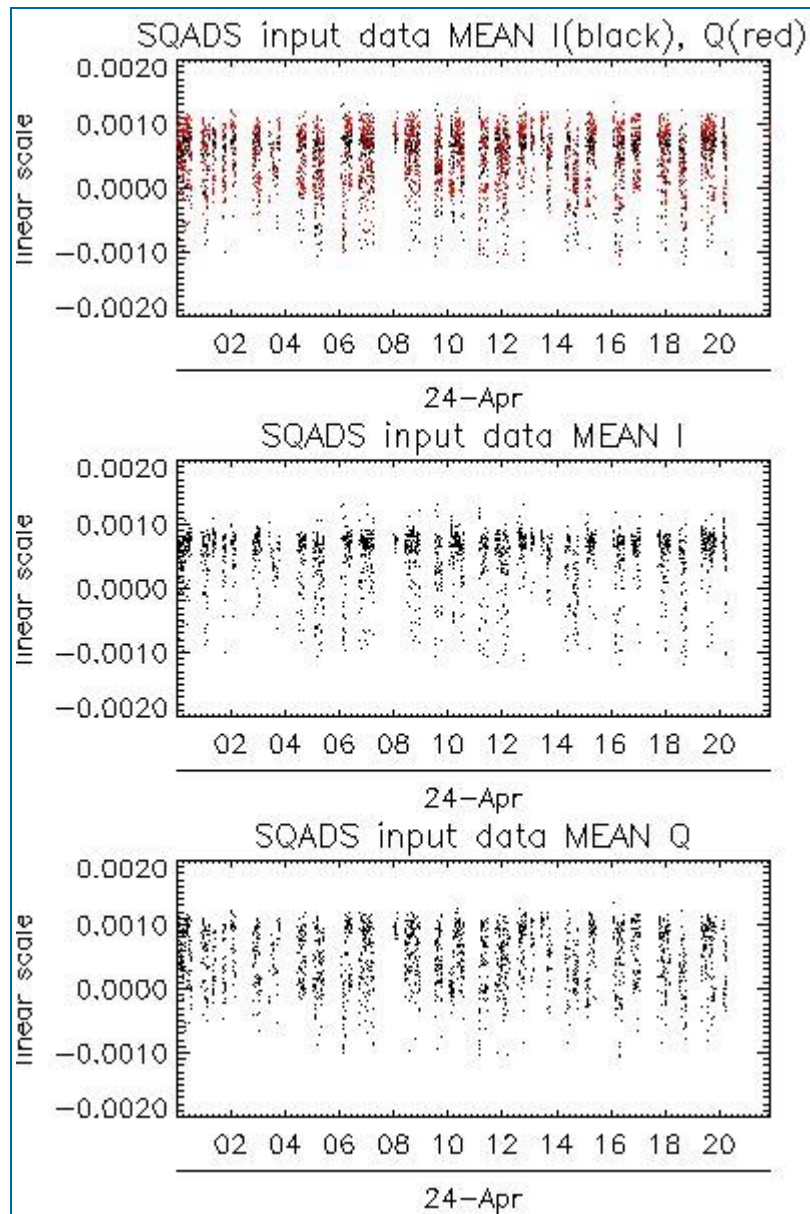 SQADS input data MEAN I(black), Q(red)
0.0020
0.0010
0.0000
−0.0010
−0.0020
linear scale
02 04 06 08 10 12 14 16 18 20
24−Apr
SQADS input data MEAN I
0.0020
0.0010
0.0000
−0.0010
−0.0020
linear scale
02 04 06 08 10 12 14 16 18 20
24−Apr
SQADS input data MEAN Q
0.0020
0.0010
0.0000
−0.0010
−0.0020
linear scale
02 04 06 08 10 12 14 16 18 20
24−Apr